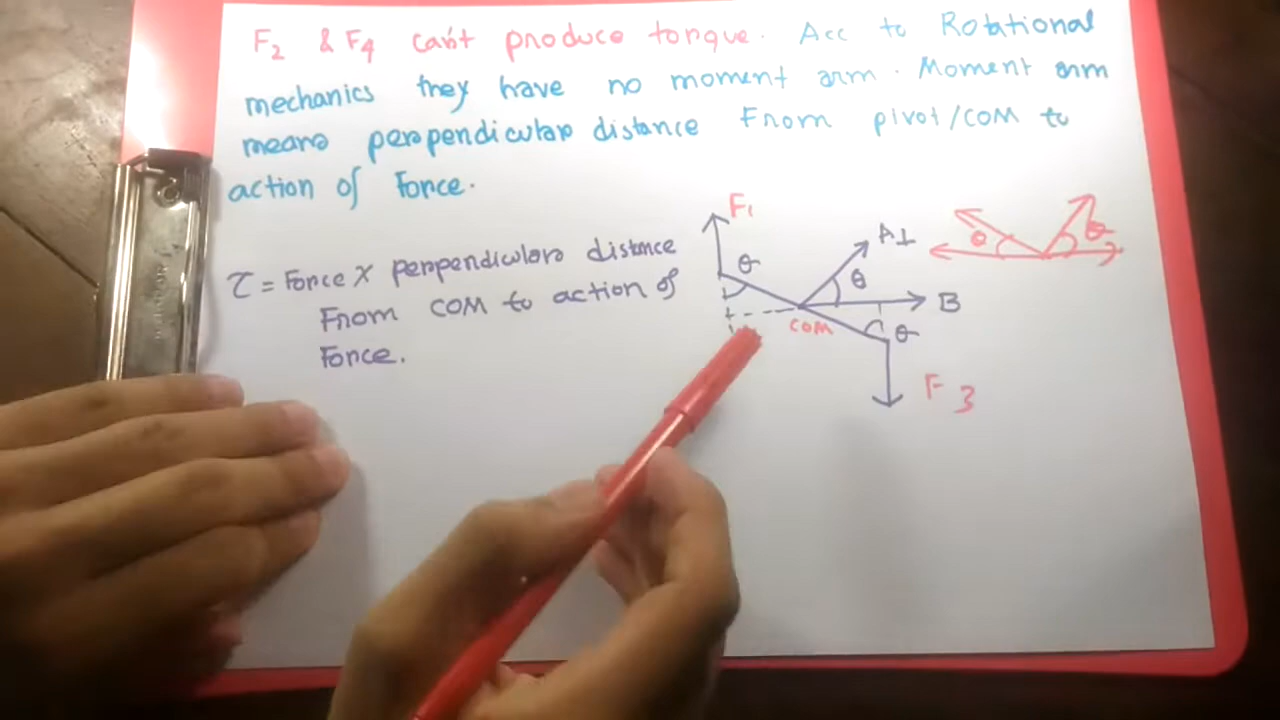 F₂ & F₄ can't produce torque. Acc to Rotational
mechanics they have no moment arm. Moment arm
means perpendicular distance From pivot/COM to
action of Force.
τ = Force X perpendicular distance
From COM to action of
Force.
F₁
θ
A⊥
θ
B
COM
θ
F 3
θ
θ